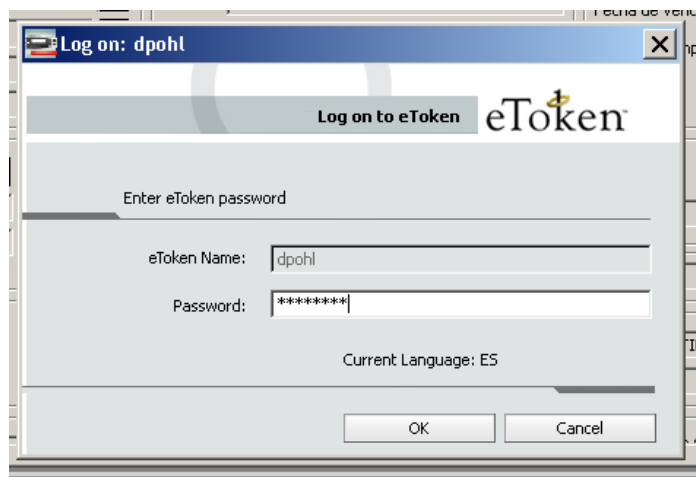 Fecha de venc
Log on: dpohl
Log on to eToken
eToken
Enter eToken password
eToken Name: dpohl
Password: ********
Current Language: ES
OK Cancel